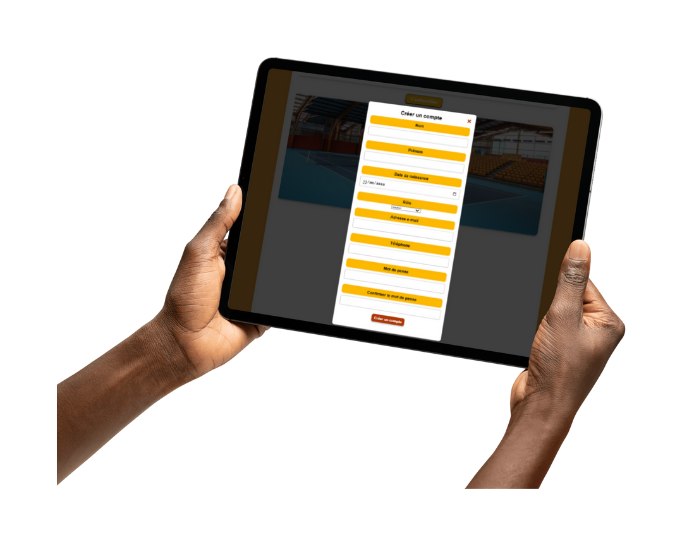 Créer un compte
Nom
Prénom
Date de naissance
jj/mm/aaaa
Adresse e-mail
Téléphone
Mot de passe
Confirmer le mot de passe
Créer un compte